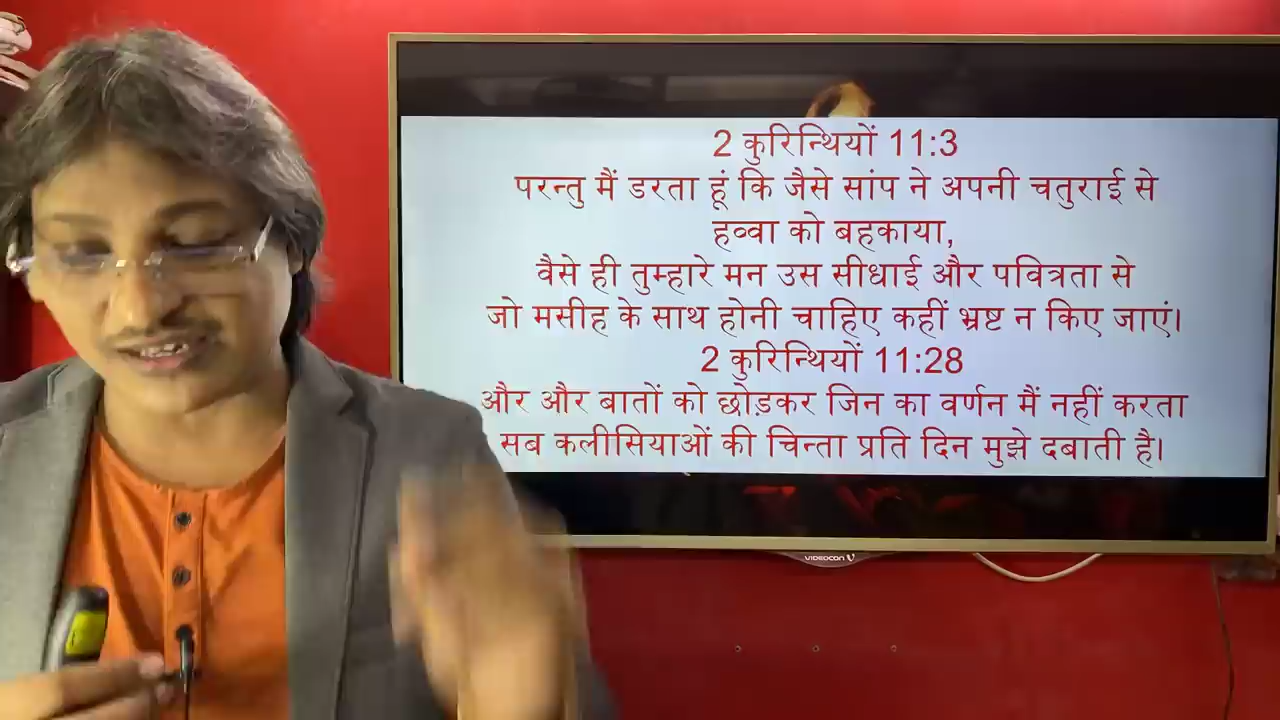 2 कुरिन्थियों 11:3
परन्तु मैं डरता हूं कि जैसे सांप ने अपनी चतुराई से
हव्वा को बहकाया,
वैसे ही तुम्हारे मन उस सीधाई और पवित्रता से
जो मसीह के साथ होनी चाहिए कहीं भ्रष्ट न किए जाएं।
2 कुरिन्थियों 11:28
और और बातों को छोड़कर जिन का वर्णन मैं नहीं करता
सब कलीसियाओं की चिन्ता प्रति दिन मुझे दबाती है।
VIDEOCON